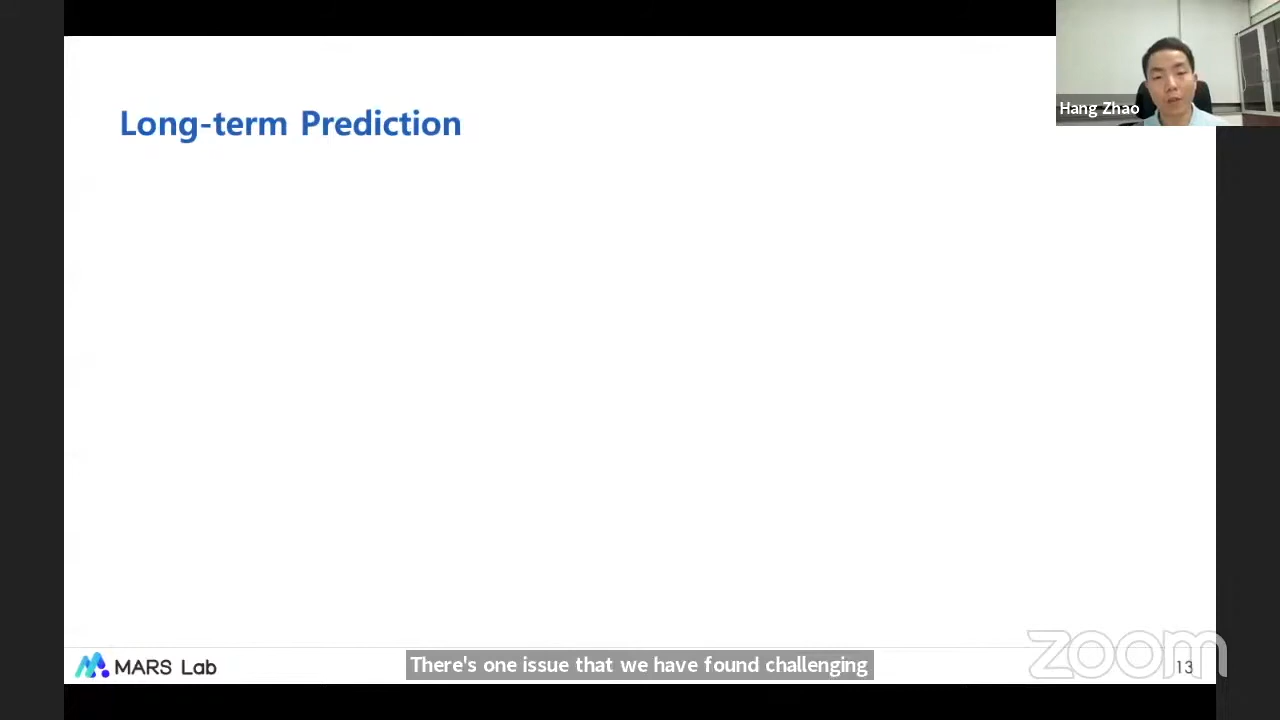 Hang Zhao
Long-term Prediction
MARS Lab
There's one issue that we have found challenging
zoom
13